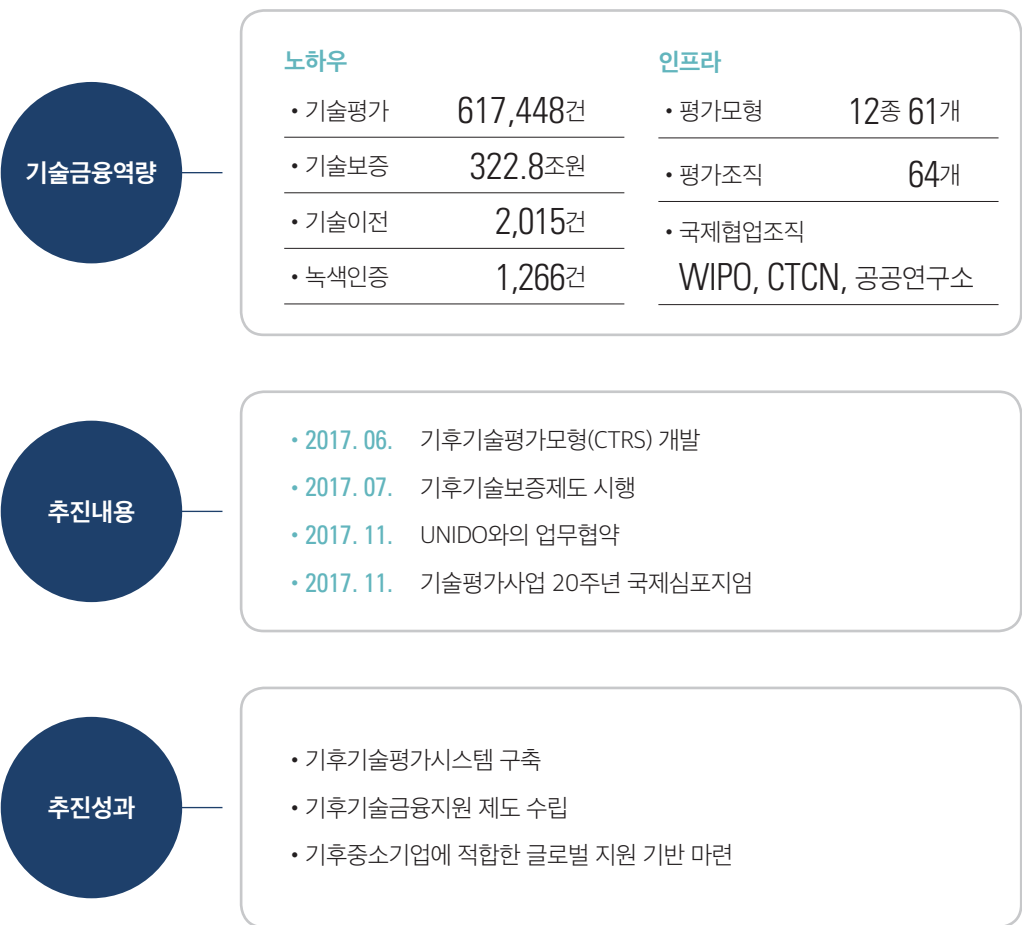 기술금융역량
노하우
• 기술평가 617,448건
• 기술보증 322.8조원
• 기술이전 2,015건
• 녹색인증 1,266건
인프라
• 평가모형 12종 61개
• 평가조직 64개
• 국제협업조직
WIPO, CTCN, 공공연구소
추진내용
• 2017. 06. 기후기술평가모형(CTRS) 개발
• 2017. 07. 기후기술보증제도 시행
• 2017. 11. UNIDO와의 업무협약
• 2017. 11. 기술평가사업 20주년 국제심포지엄
추진성과
• 기후기술평가시스템 구축
• 기후기술금융지원 제도 수립
• 기후중소기업에 적합한 글로벌 지원 기반 마련